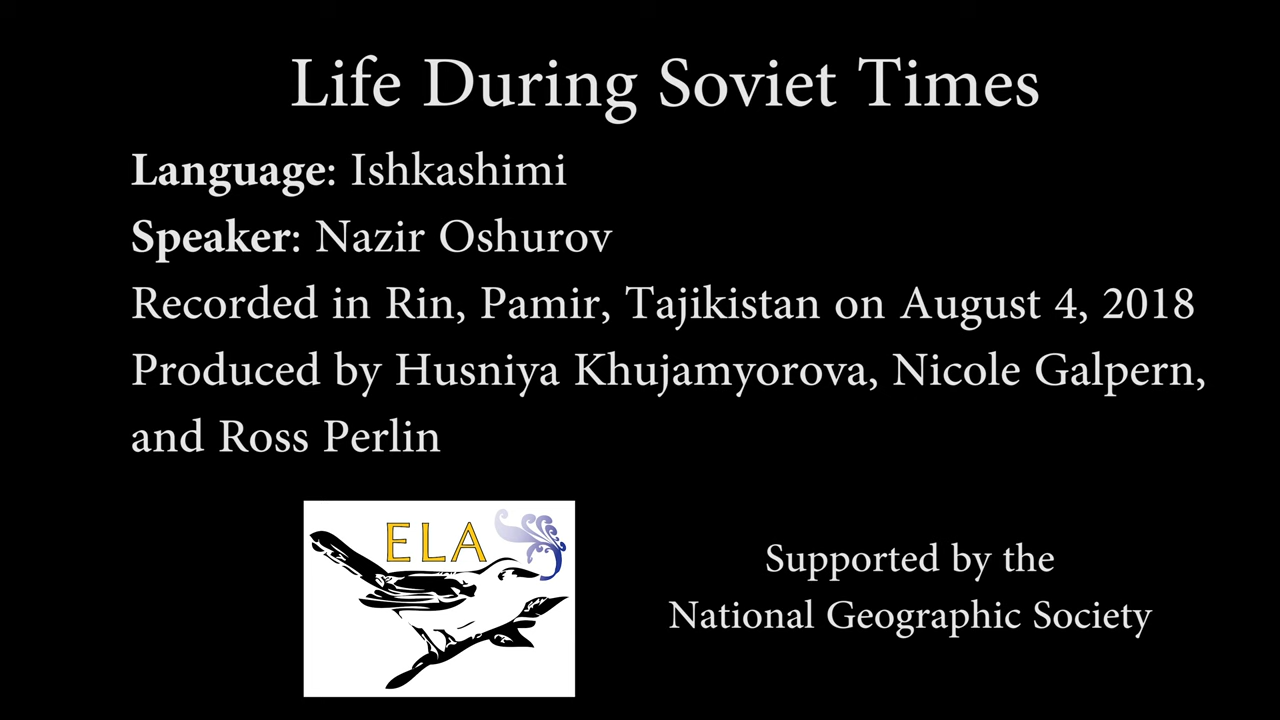 Life During Soviet Times
Language: Ishkashimi
Speaker: Nazir Oshurov
Recorded in Rin, Pamir, Tajikistan on August 4, 2018
Produced by Husniya Khujamyorova, Nicole Galpern,
and Ross Perlin
ELA
Supported by the
National Geographic Society